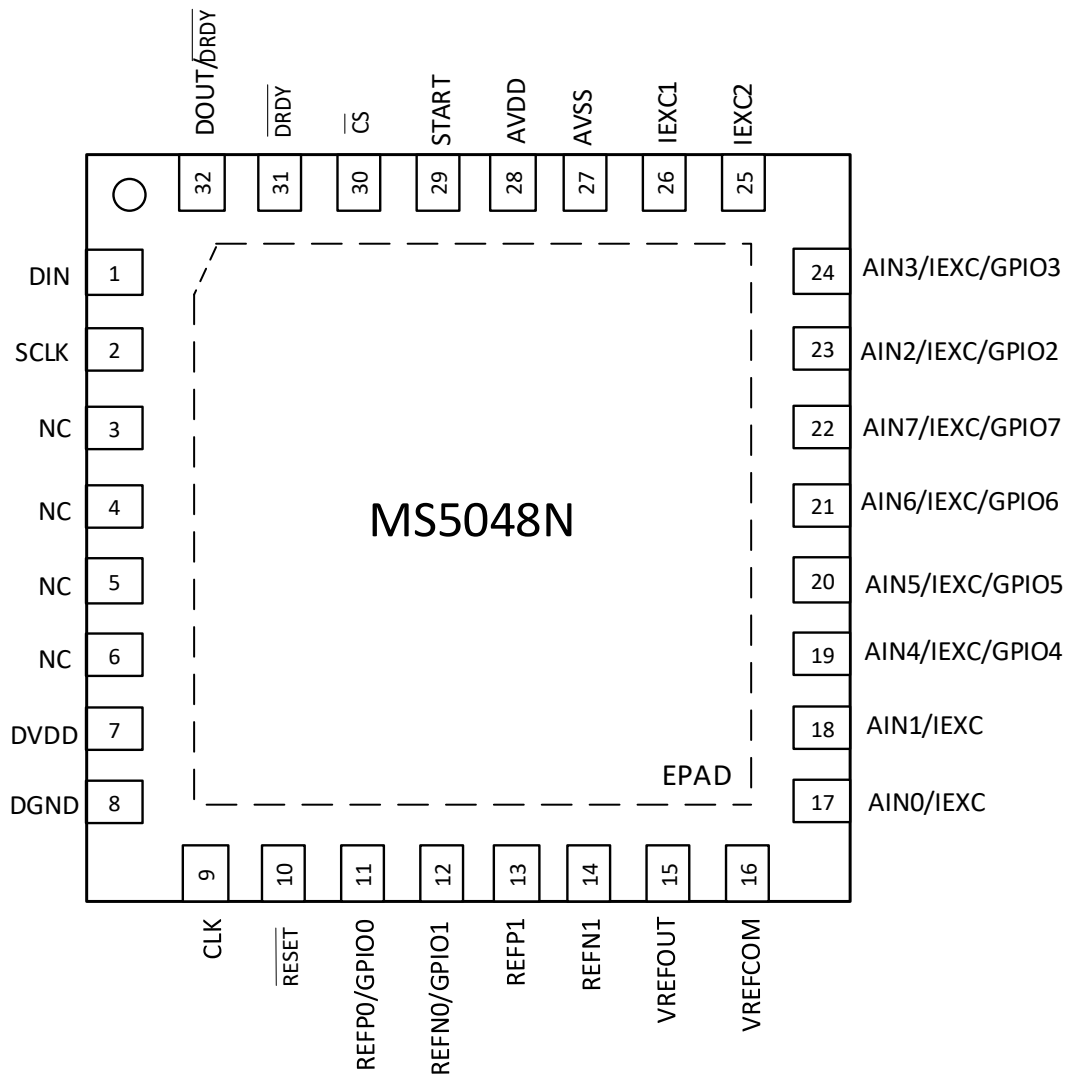 DOUT/DRDY
DRDY
CS
START
AVDD
AVSS
IEXC1
IEXC2
32
31
30
29
28
27
26
25
DIN 1
SCLK 2
NC 3
NC 4
NC 5
NC 6
DVDD 7
DGND 8
MS5048N
EPAD
24 AIN3/IEXC/GPIO3
23 AIN2/IEXC/GPIO2
22 AIN7/IEXC/GPIO7
21 AIN6/IEXC/GPIO6
20 AIN5/IEXC/GPIO5
19 AIN4/IEXC/GPIO4
18 AIN1/IEXC
17 AIN0/IEXC
9
10
11
12
13
14
15
16
CLK
RESET
REFP0/GPIO0
REFN0/GPIO1
REFP1
REFN1
VREFOUT
VREFCOM